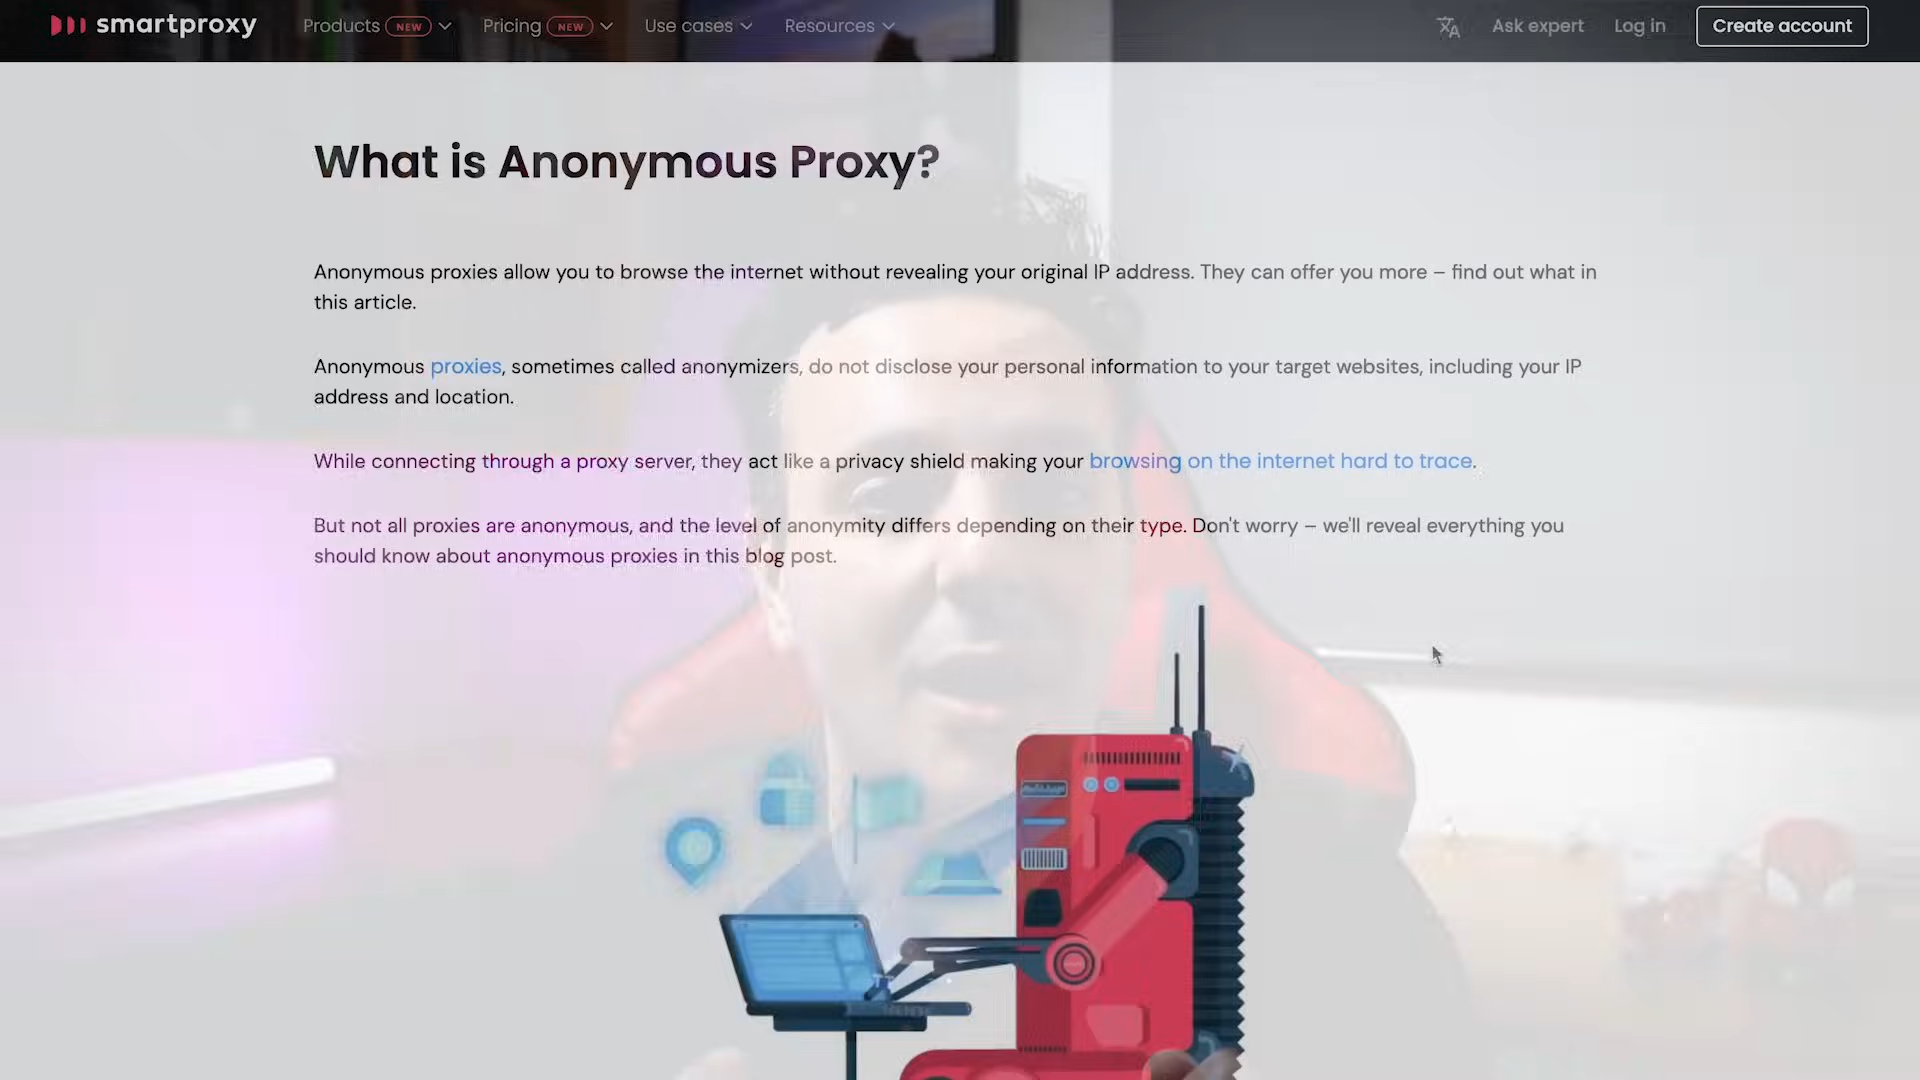 smartproxy
Products NEW Pricing NEW Use cases Resources Ask expert Log in Create account
What is Anonymous Proxy?
Anonymous proxies allow you to browse the internet without revealing your original IP address. They can offer you more – find out what in
this article.
Anonymous proxies, sometimes called anonymizers, do not disclose your personal information to your target websites, including your IP
address and location.
While connecting through a proxy server, they act like a privacy shield making your browsing on the internet hard to trace.
But not all proxies are anonymous, and the level of anonymity differs depending on their type. Don't worry – we'll reveal everything you
should know about anonymous proxies in this blog post.